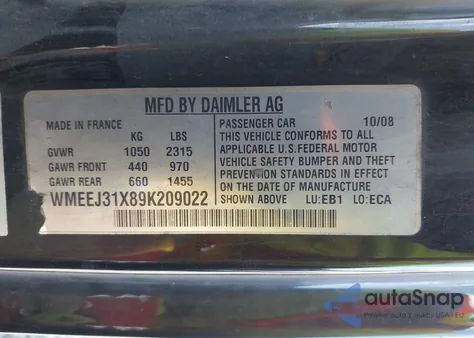 MFD BY DAIMLER AG
MADE IN FRANCE
KG LBS
GVWR 1050 2315
GAWR FRONT 440 970
GAWR REAR 660 1455
WMEEJ31X89K209022
PASSENGER CAR 10/08
THIS VEHICLE CONFORMS TO ALL
APPLICABLE U.S.FEDERAL MOTOR
VEHICLE SAFETY BUMPER AND THEFT
PREVENTION STANDARDS IN EFFECT
ON THE DATE OF MANUFACTURE
SHOWN ABOVE LU:EB1 LO:ECA
autoSnap